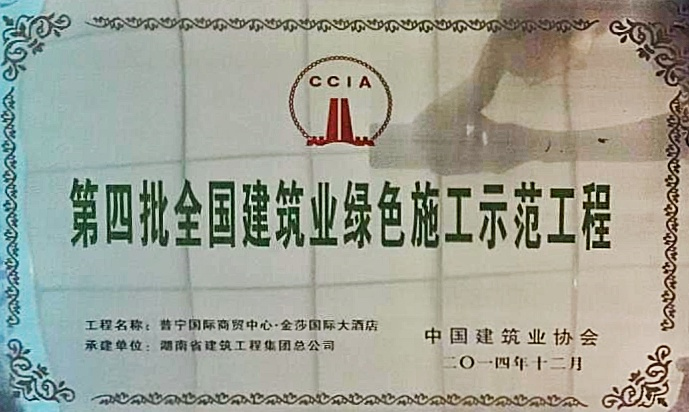 CCIA
第四批全国建筑业绿色施工示范工程
工程名称：普宁国际商贸中心·金莎国际大酒店
承建单位：湖南省建筑工程集团总公司
中国建筑业协会
二〇一四年十二月